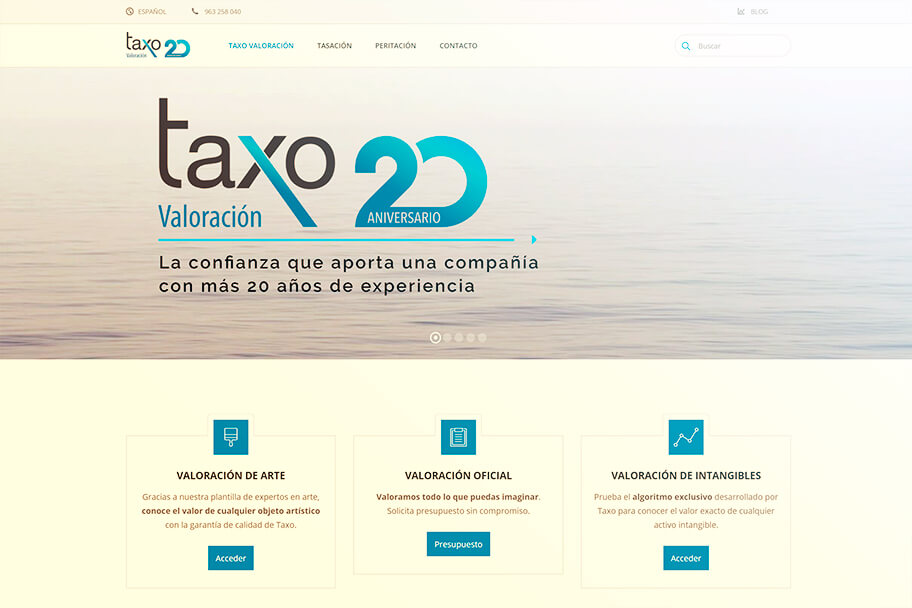 ESPAÑOL
963 258 040
BLOG
taxo 20
Valoración
TAXO VALORACIÓN
TASACIÓN
PERITACIÓN
CONTACTO
Buscar
taxo 20
Valoración
ANIVERSARIO
La confianza que aporta una compañía
con más 20 años de experiencia
VALORACIÓN DE ARTE
Gracias a nuestra plantilla de expertos en arte,
conoce el valor de cualquier objeto artístico
con la garantía de calidad de Taxo.
Acceder
VALORACIÓN OFICIAL
Valoramos todo lo que puedas imaginar.
Solicita presupuesto sin compromiso.
Presupuesto
VALORACIÓN DE INTANGIBLES
Prueba el algoritmo exclusivo desarrollado por
Taxo para conocer el valor exacto de cualquier
activo intangible.
Acceder